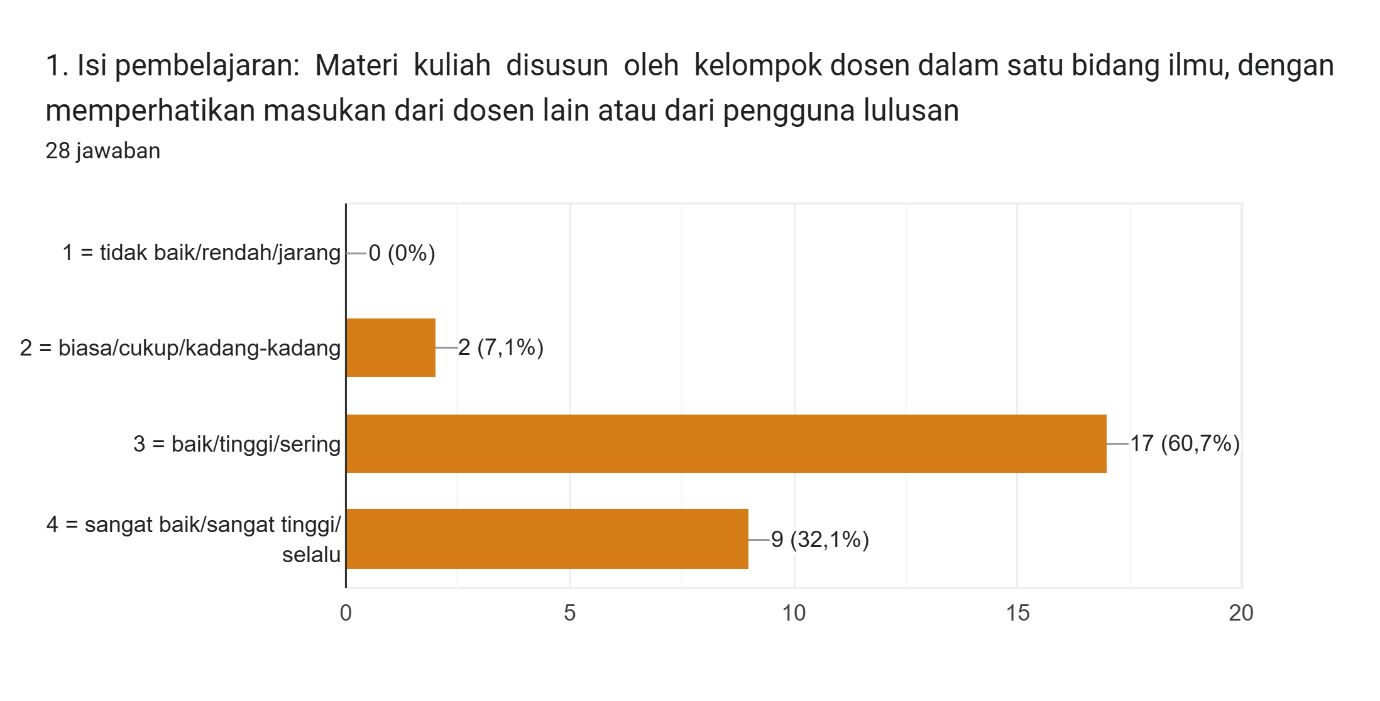 1. Isi pembelajaran: Materi kuliah disusun oleh kelompok dosen dalam satu bidang ilmu, dengan
memperhatikan masukan dari dosen lain atau dari pengguna lulusan
28 jawaban
1 = tidak baik/rendah/jarang
0 (0%)
2 = biasa/cukup/kadang-kadang
2 (7,1%)
3 = baik/tinggi/sering
17 (60,7%)
4 = sangat baik/sangat tinggi/
selalu
9 (32,1%)
0 5 10 15 20